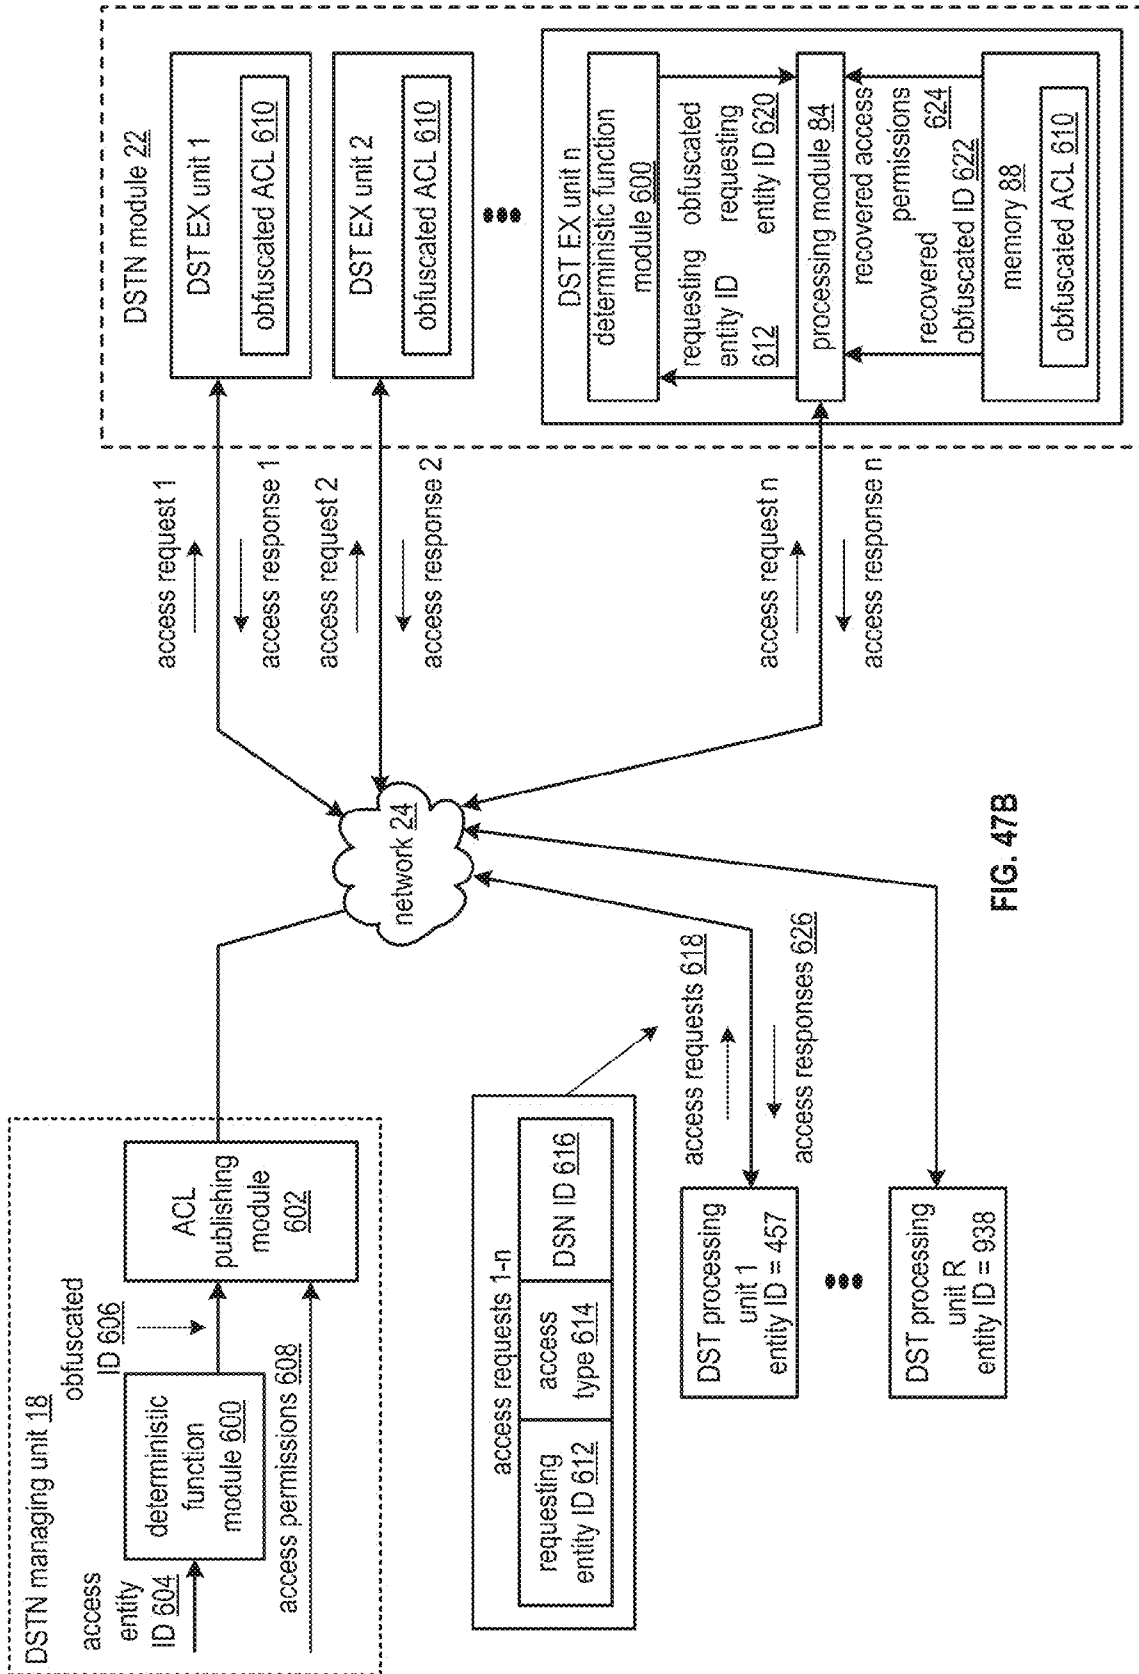 DSTN managing unit 18
access
entity
ID 604
deterministic
function
module 600
obfuscated
ID 606
access permissions 608
ACL
publishing
module
602
network 24
access requests 1-n
requesting
entity ID 612
access
type 614
DSN ID 616
access requests 618
access responses 626
DST processing
unit 1
entity ID = 457
DST processing
unit R
entity ID = 938
access request 1
access response 1
access request 2
access response 2
access request n
access response n
DSTN module 22
DST EX unit 1
obfuscated ACL 610
DST EX unit 2
obfuscated ACL 610
DST EX unit n
deterministic function
module 600
requesting
entity ID
612
obfuscated
requesting
entity ID 620
processing module 84
recovered access
permissions
624
recovered
obfuscated ID 622
memory 88
obfuscated ACL 610
FIG. 47B